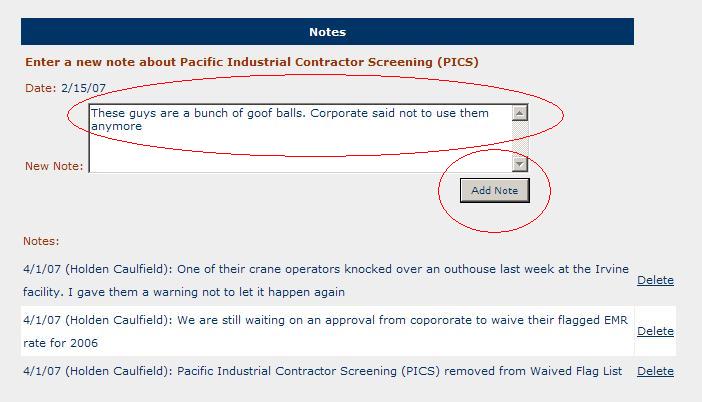 Notes
Enter a new note about Pacific Industrial Contractor Screening (PICS)
Date: 2/15/07
These guys are a bunch of goof balls. Corporate said not to use them
anymore
New Note:
Add Note
Notes:
4/1/07 (Holden Caulfield): One of their crane operators knocked over an outhouse last week at the Irvine
facility. I gave them a warning not to let it happen again
Delete
4/1/07 (Holden Caulfield): We are still waiting on an approval from copororate to waive their flagged EMR
rate for 2006
Delete
4/1/07 (Holden Caulfield): Pacific Industrial Contractor Screening (PICS) removed from Waived Flag List
Delete